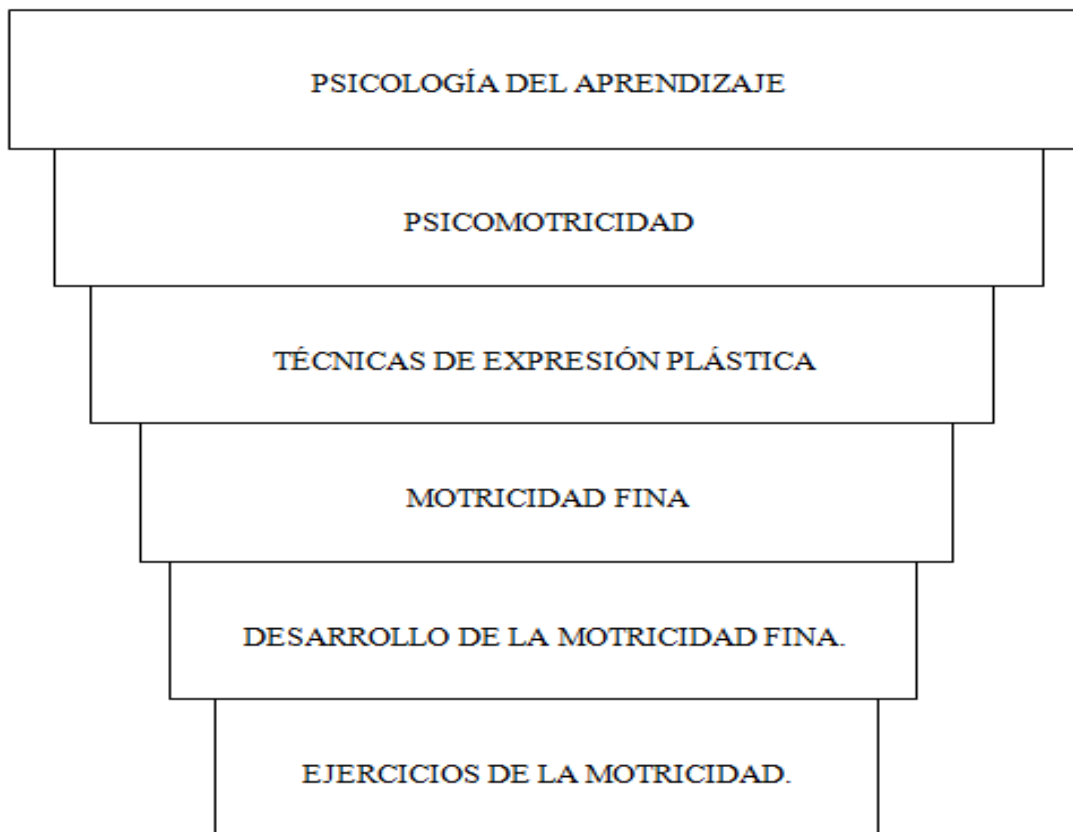 PSICOLOGÍA DEL APRENDIZAJE
PSICOMOTRICIDAD
TÉCNICAS DE EXPRESIÓN PLÁSTICA
MOTRICIDAD FINA
DESARROLLO DE LA MOTRICIDAD FINA.
EJERCICIOS DE LA MOTRICIDAD.